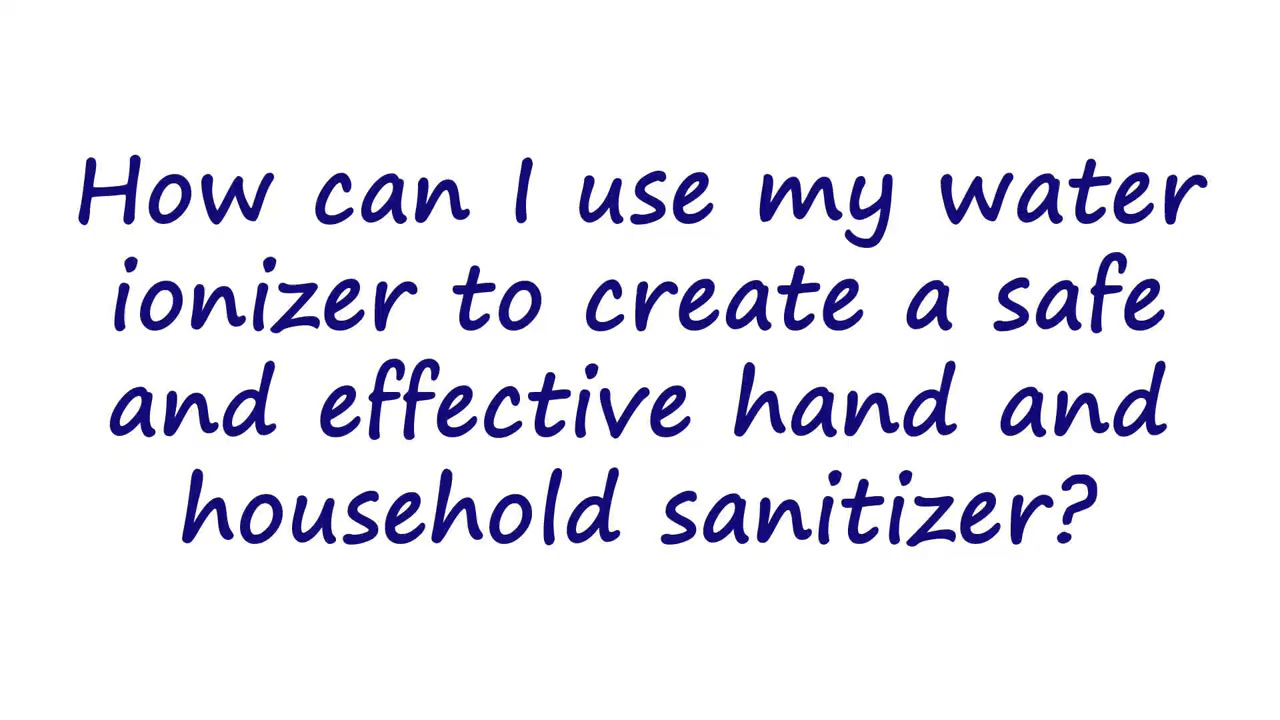 How can I use my water
ionizer to create a safe
and effective hand and
household sanitizer?